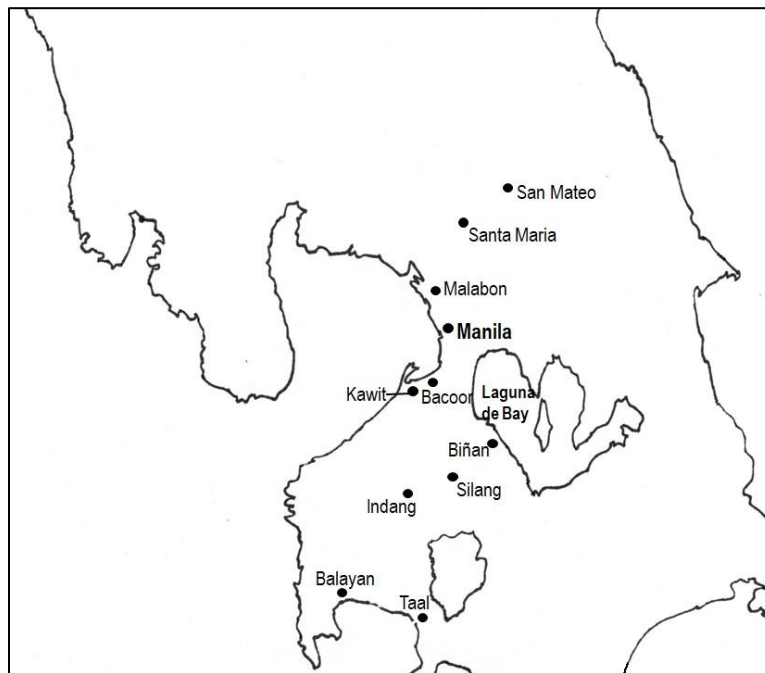 San Mateo
Santa Maria
Malabon
Manila
Kawit
Bacoor
Laguna
de Bay
Biñan
Silang
Indang
Balayan
Taal